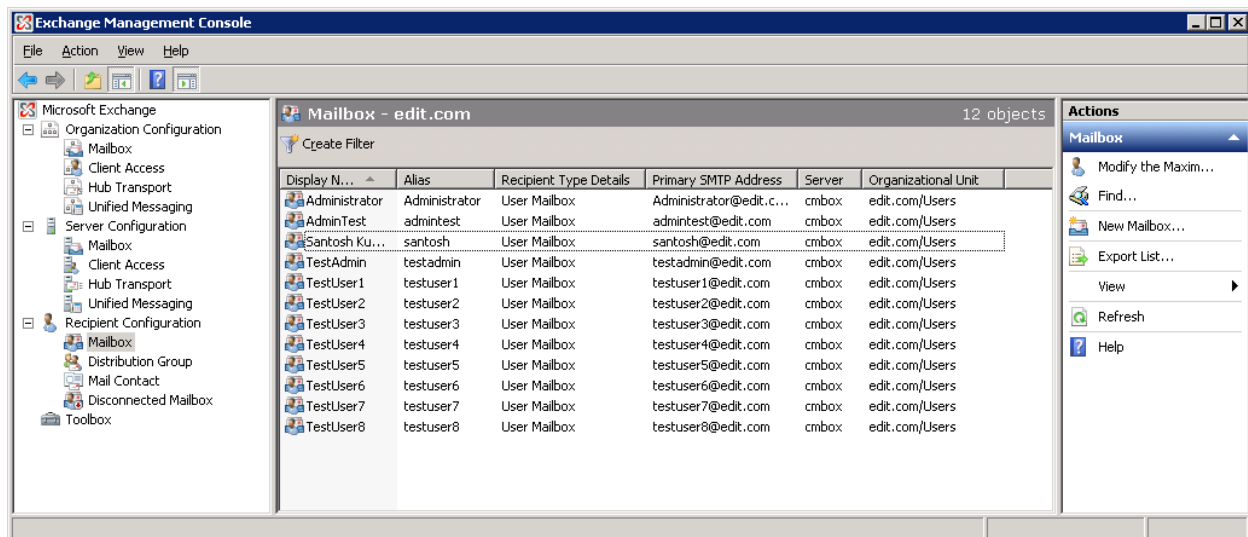 Exchange Management Console
File Action View Help
Microsoft Exchange
Organization Configuration
Mailbox
Client Access
Hub Transport
Unified Messaging
Server Configuration
Mailbox
Client Access
Hub Transport
Unified Messaging
Recipient Configuration
Mailbox
Distribution Group
Mail Contact
Disconnected Mailbox
Toolbox
Mailbox - edit.com 12 objects
Create Filter
Display N... Alias Recipient Type Details Primary SMTP Address Server Organizational Unit
Administrator Administrator User Mailbox Administrator@edit.c... cmbox edit.com/Users
AdminTest admintest User Mailbox admintest@edit.com cmbox edit.com/Users
Santosh Ku... santosh User Mailbox santosh@edit.com cmbox edit.com/Users
TestAdmin testadmin User Mailbox testadmin@edit.com cmbox edit.com/Users
TestUser1 testuser1 User Mailbox testuser1@edit.com cmbox edit.com/Users
TestUser2 testuser2 User Mailbox testuser2@edit.com cmbox edit.com/Users
TestUser3 testuser3 User Mailbox testuser3@edit.com cmbox edit.com/Users
TestUser4 testuser4 User Mailbox testuser4@edit.com cmbox edit.com/Users
TestUser5 testuser5 User Mailbox testuser5@edit.com cmbox edit.com/Users
TestUser6 testuser6 User Mailbox testuser6@edit.com cmbox edit.com/Users
TestUser7 testuser7 User Mailbox testuser7@edit.com cmbox edit.com/Users
TestUser8 testuser8 User Mailbox testuser8@edit.com cmbox edit.com/Users
Actions
Mailbox
Modify the Maxim...
Find...
New Mailbox...
Export List...
View
Refresh
Help